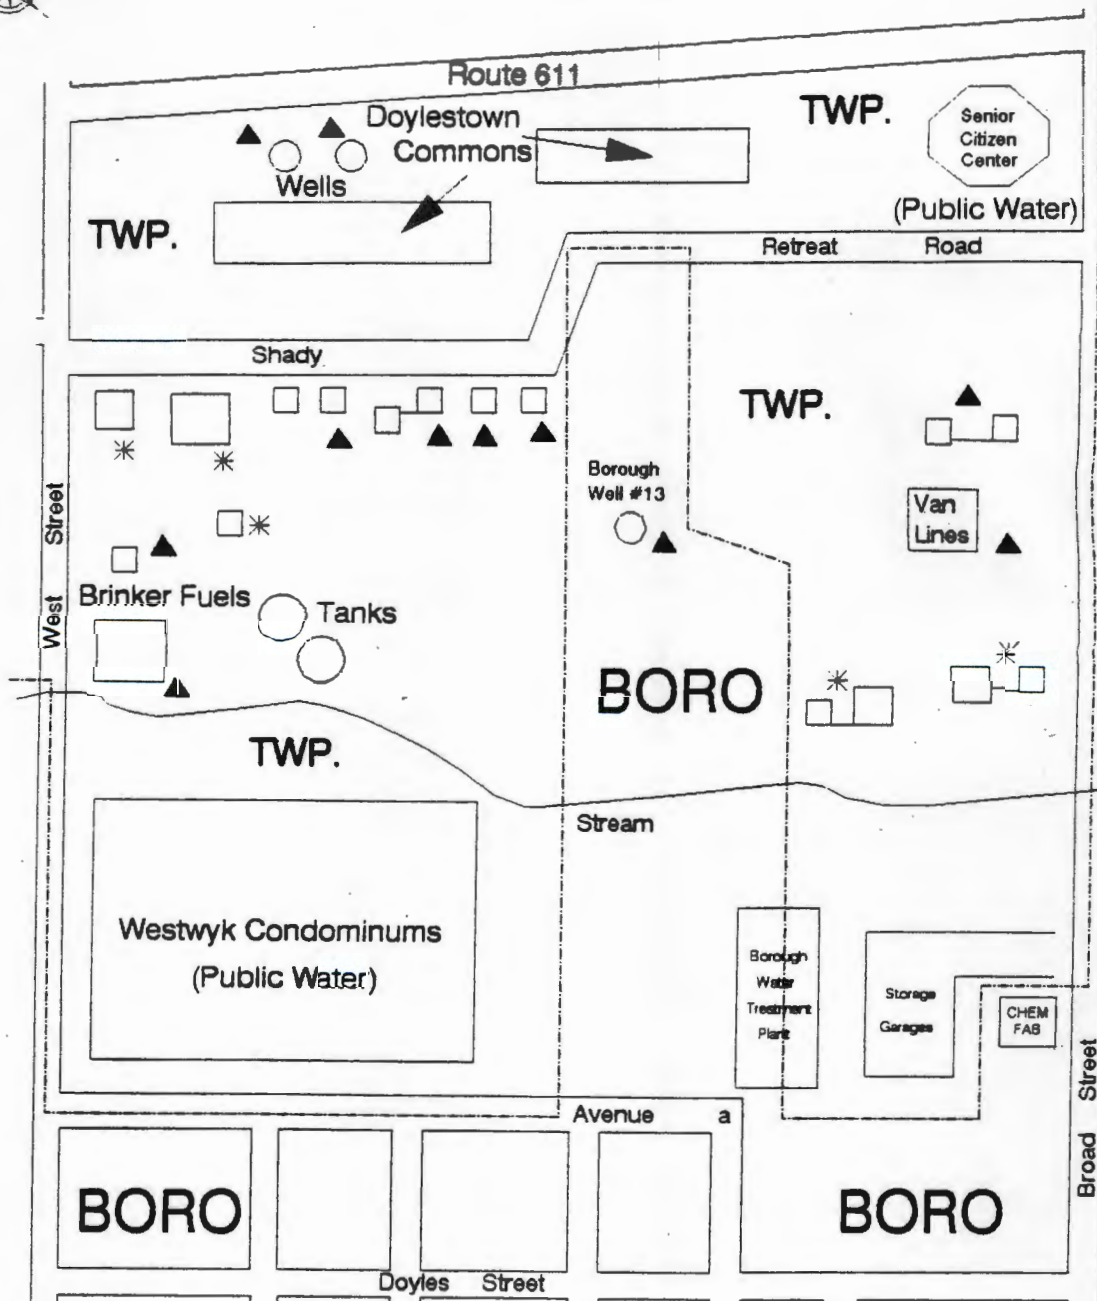 Route 611
TWP.
Senior
Citizen
Center
Doylestown
Commons
Wells
(Public Water)
TWP.
Retreat Road
Shady
TWP.
Borough
Well #13
Van
Lines
West Street
Brinker Fuels
Tanks
BORO
TWP.
Stream
Westwyk Condominums
(Public Water)
Borough
Water
Treatment
Plant
Storage
Garages
CHEM
FAB
Broad Street
Avenue a
BORO
BORO
Doyles Street